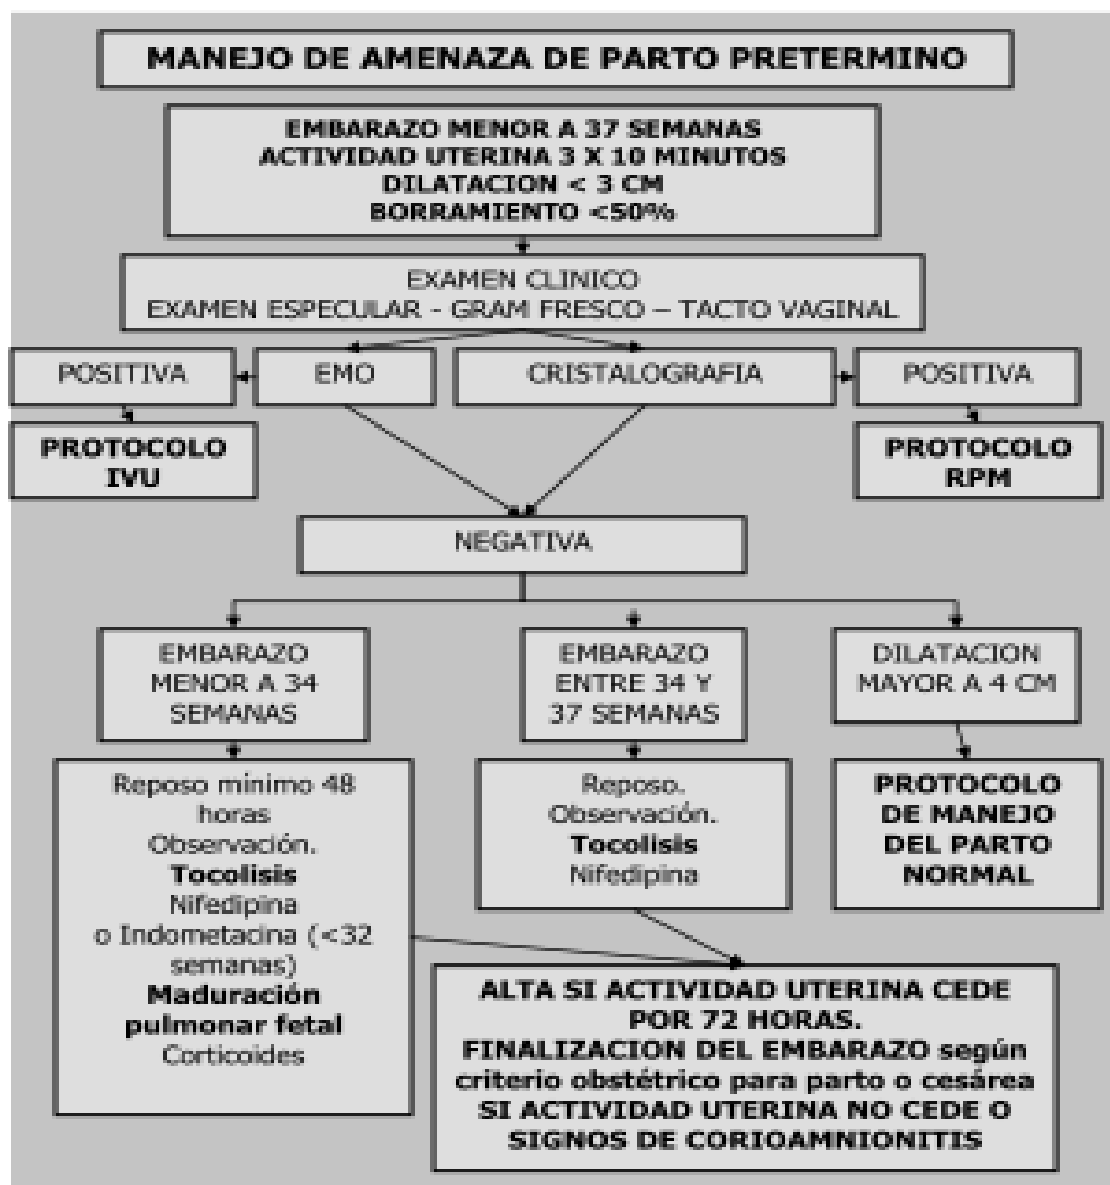 MANEJO DE AMENAZA DE PARTO PRETERMINO
EMBARAZO MENOR A 37 SEMANAS
ACTIVIDAD UTERINA 3 X 10 MINUTOS
DILATACION < 3 CM
BORRAMIENTO <50%
EXAMEN CLINICO
EXAMEN ESPECULAR - GRAM FRESCO – TACTO VAGINAL
POSITIVA
EMO
CRISTALOGRAFIA
POSITIVA
PROTOCOLO
IVU
PROTOCOLO
RPM
NEGATIVA
EMBARAZO
MENOR A 34
SEMANAS
EMBARAZO
ENTRE 34 Y
37 SEMANAS
DILATACION
MAYOR A 4 CM
Reposo mínimo 48
horas
Observación.
Tocolisis
Nifedipina
o Indometacina (<32
semanas)
Maduración
pulmonar fetal
Corticoides
Reposo.
Observación.
Tocolisis
Nifedipina
PROTOCOLO
DE MANEJO
DEL PARTO
NORMAL
ALTA SI ACTIVIDAD UTERINA CEDE
POR 72 HORAS.
FINALIZACION DEL EMBARAZO según
criterio obstétrico para parto o cesárea
SI ACTIVIDAD UTERINA NO CEDE O
SIGNOS DE CORIOAMNIONITIS